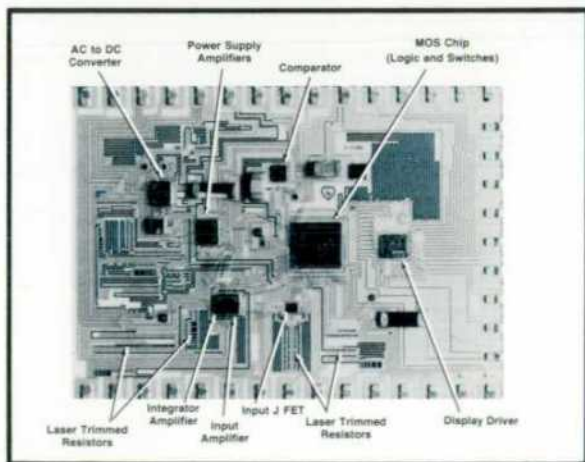 AC to DC
Converter
Power Supply
Amplifiers
Comparator
MOS Chip
(Logic and Switches)
Laser Trimmed
Resistors
Integrator
Amplifier
Input
Amplifier
Input J FET
Laser Trimmed
Resistors
Display Driver